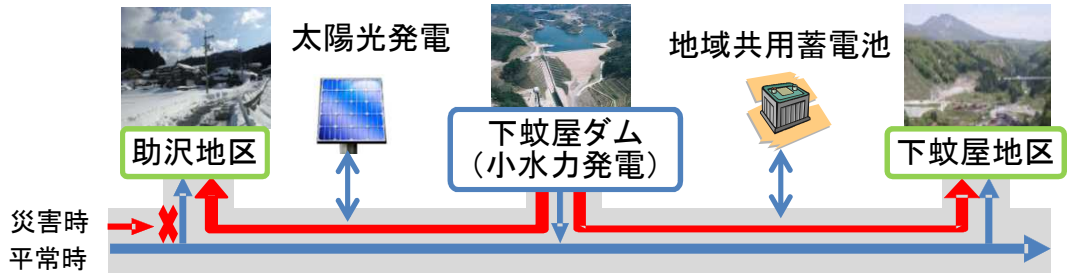 太陽光発電
地域共用蓄電池
助沢地区
下蚊屋ダム
（小水力発電）
下蚊屋地区
災害時
平常時